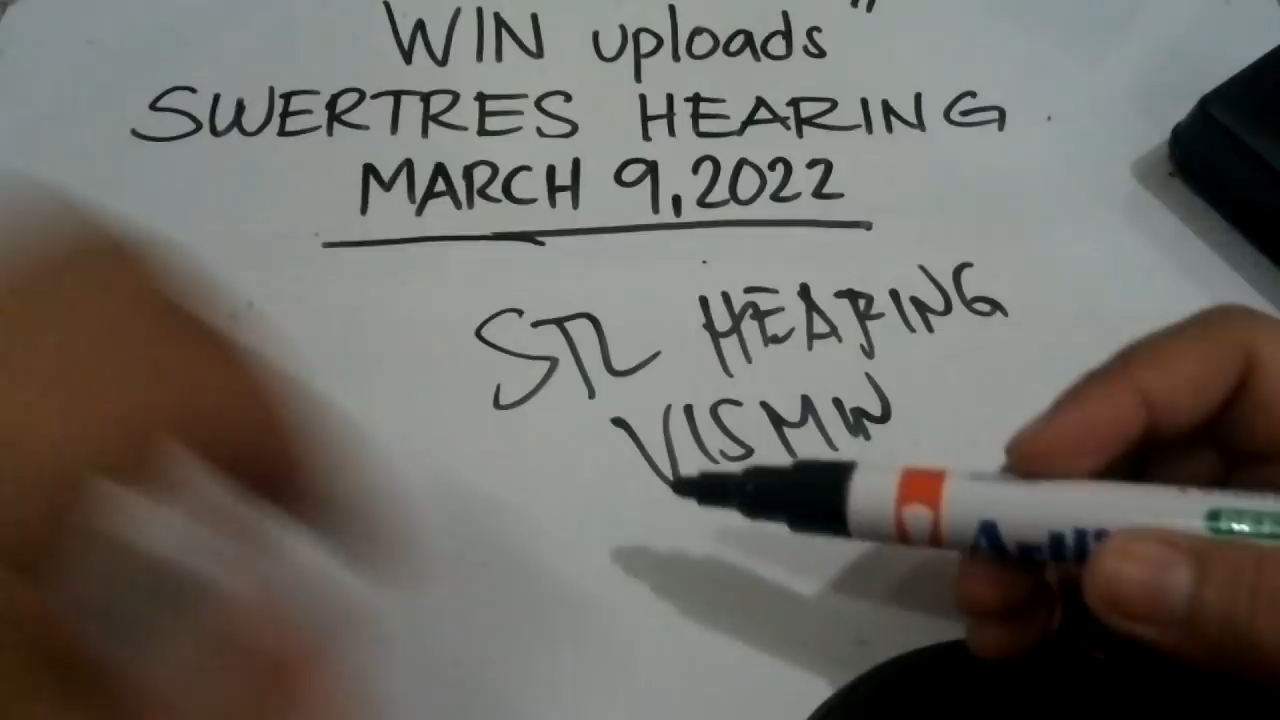 WIN uploads"
SWERTRES HEARING
MARCH 9, 2022
STL HEARING
VISMIN